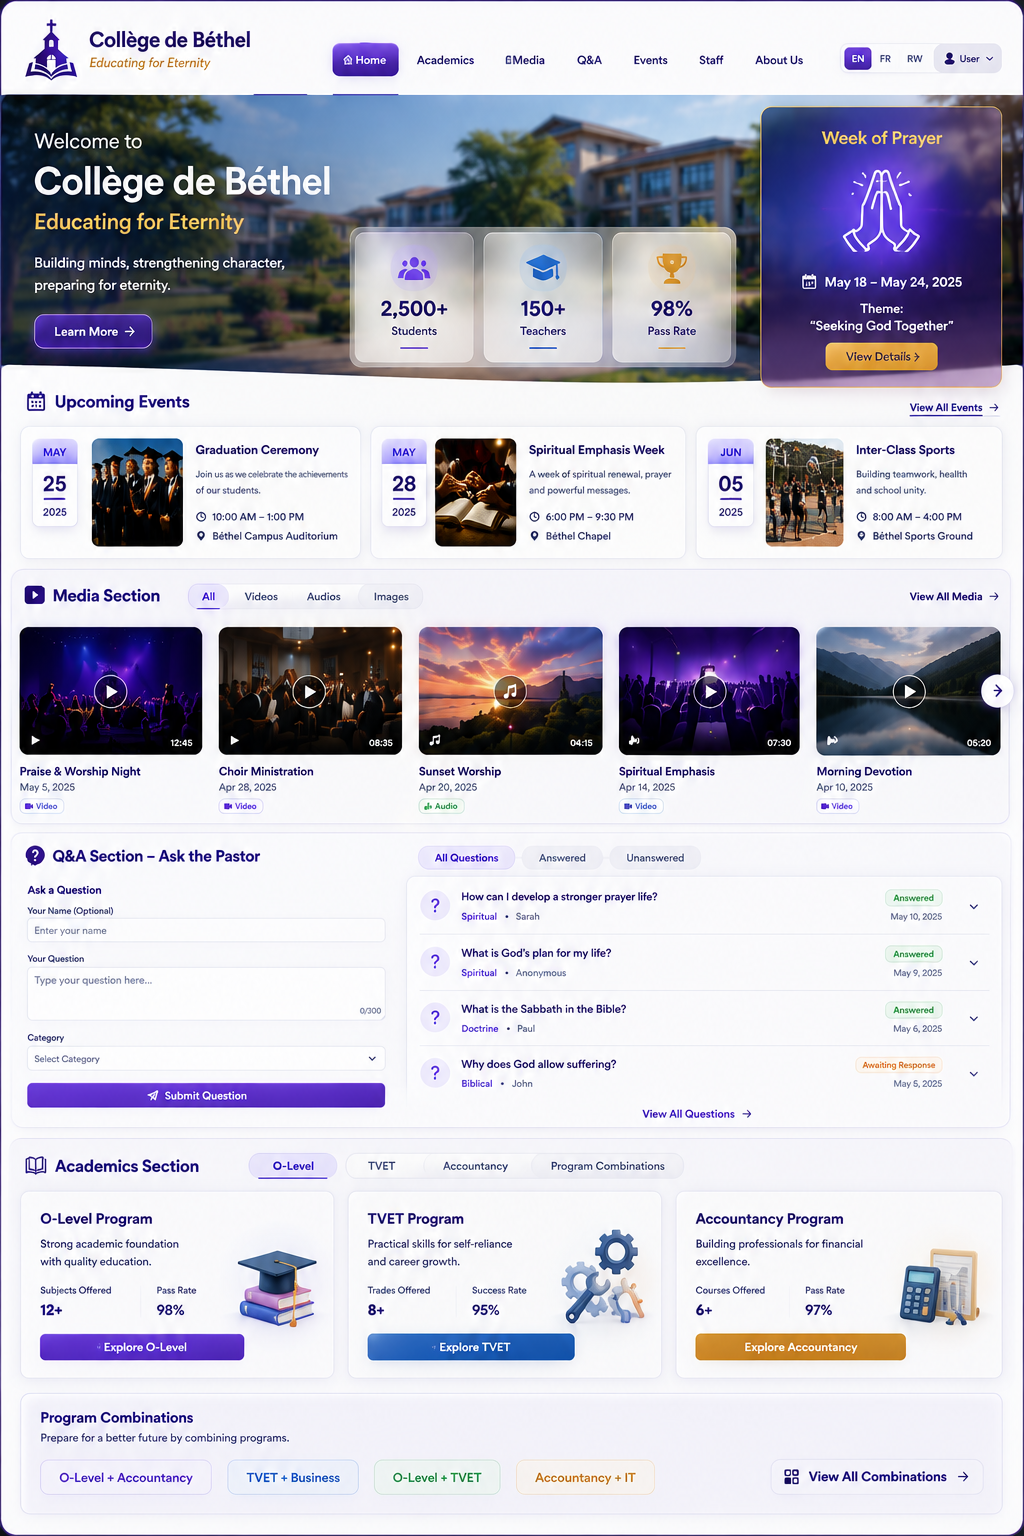 Collège de Béthel
Educating for Eternity
Home
Academics
Media
Q&A
Events
Staff
About Us
EN
FR
RW
User
Welcome to
Collège de Béthel
Educating for Eternity
Building minds, strengthening character,
preparing for eternity.
Learn More →
2,500+
Students
150+
Teachers
98%
Pass Rate
Week of Prayer
May 18 – May 24, 2025
Theme:
“Seeking God Together”
View Details
Upcoming Events
View All Events →
MAY
25
2025
Graduation Ceremony
Join us as we celebrate the achievements
of our students.
10:00 AM – 1:00 PM
Béthel Campus Auditorium
MAY
28
2025
Spiritual Emphasis Week
A week of spiritual renewal, prayer
and powerful messages.
6:00 PM – 9:30 PM
Béthel Chapel
JUN
05
2025
Inter-Class Sports
Building teamwork, health
and school unity.
8:00 AM – 4:00 PM
Béthel Sports Ground
Media Section
All
Videos
Audios
Images
View All Media →
12:45
Praise & Worship Night
May 5, 2025
Video
08:35
Choir Ministration
Apr 28, 2025
Video
04:15
Sunset Worship
Apr 20, 2025
Audio
07:30
Spiritual Emphasis
Apr 14, 2025
Video
05:20
Morning Devotion
Apr 10, 2025
Video
Q&A Section – Ask the Pastor
Ask a Question
Your Name (Optional)
Enter your name
Your Question
Type your question here...
0/300
Category
Select Category
Submit Question
All Questions
Answered
Unanswered
How can I develop a stronger prayer life?
Spiritual • Sarah
Answered
May 10, 2025
What is God's plan for my life?
Spiritual • Anonymous
Answered
May 9, 2025
What is the Sabbath in the Bible?
Doctrine • Paul
Answered
May 6, 2025
Why does God allow suffering?
Biblical • John
Awaiting Response
May 5, 2025
View All Questions →
Academics Section
O-Level
TVET
Accountancy
Program Combinations
O-Level Program
Strong academic foundation
with quality education.
Subjects Offered
12+
Pass Rate
98%
Explore O-Level
TVET Program
Practical skills for self-reliance
and career growth.
Trades Offered
8+
Success Rate
95%
Explore TVET
Accountancy Program
Building professionals for financial
excellence.
Courses Offered
6+
Pass Rate
97%
Explore Accountancy
Program Combinations
Prepare for a better future by combining programs.
O-Level + Accountancy
TVET + Business
O-Level + TVET
Accountancy + IT
View All Combinations →